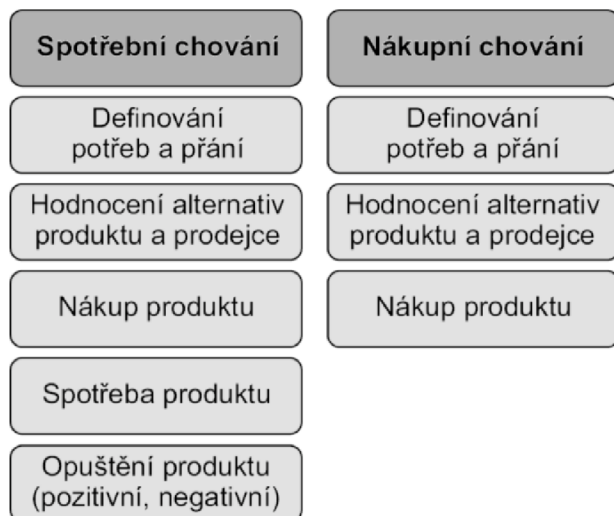 Spotřební chování
Definování
potřeb a přání
Hodnocení alternativ
produktu a prodejce
Nákup produktu
Spotřeba produktu
Opuštění produktu
(pozitivní, negativní)
Nákupní chování
Definování
potřeb a přání
Hodnocení alternativ
produktu a prodejce
Nákup produktu